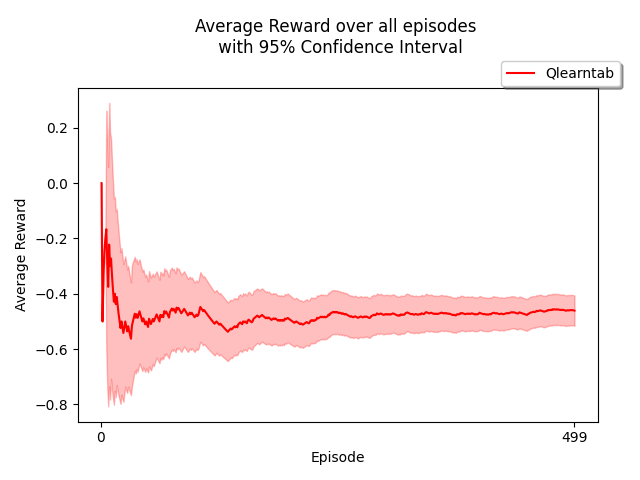 Average Reward over all episodes
with 95% Confidence Interval
Qlearntab
0.2
0.0
−0.2
−0.4
−0.6
−0.8
Average Reward
0
499
Episode